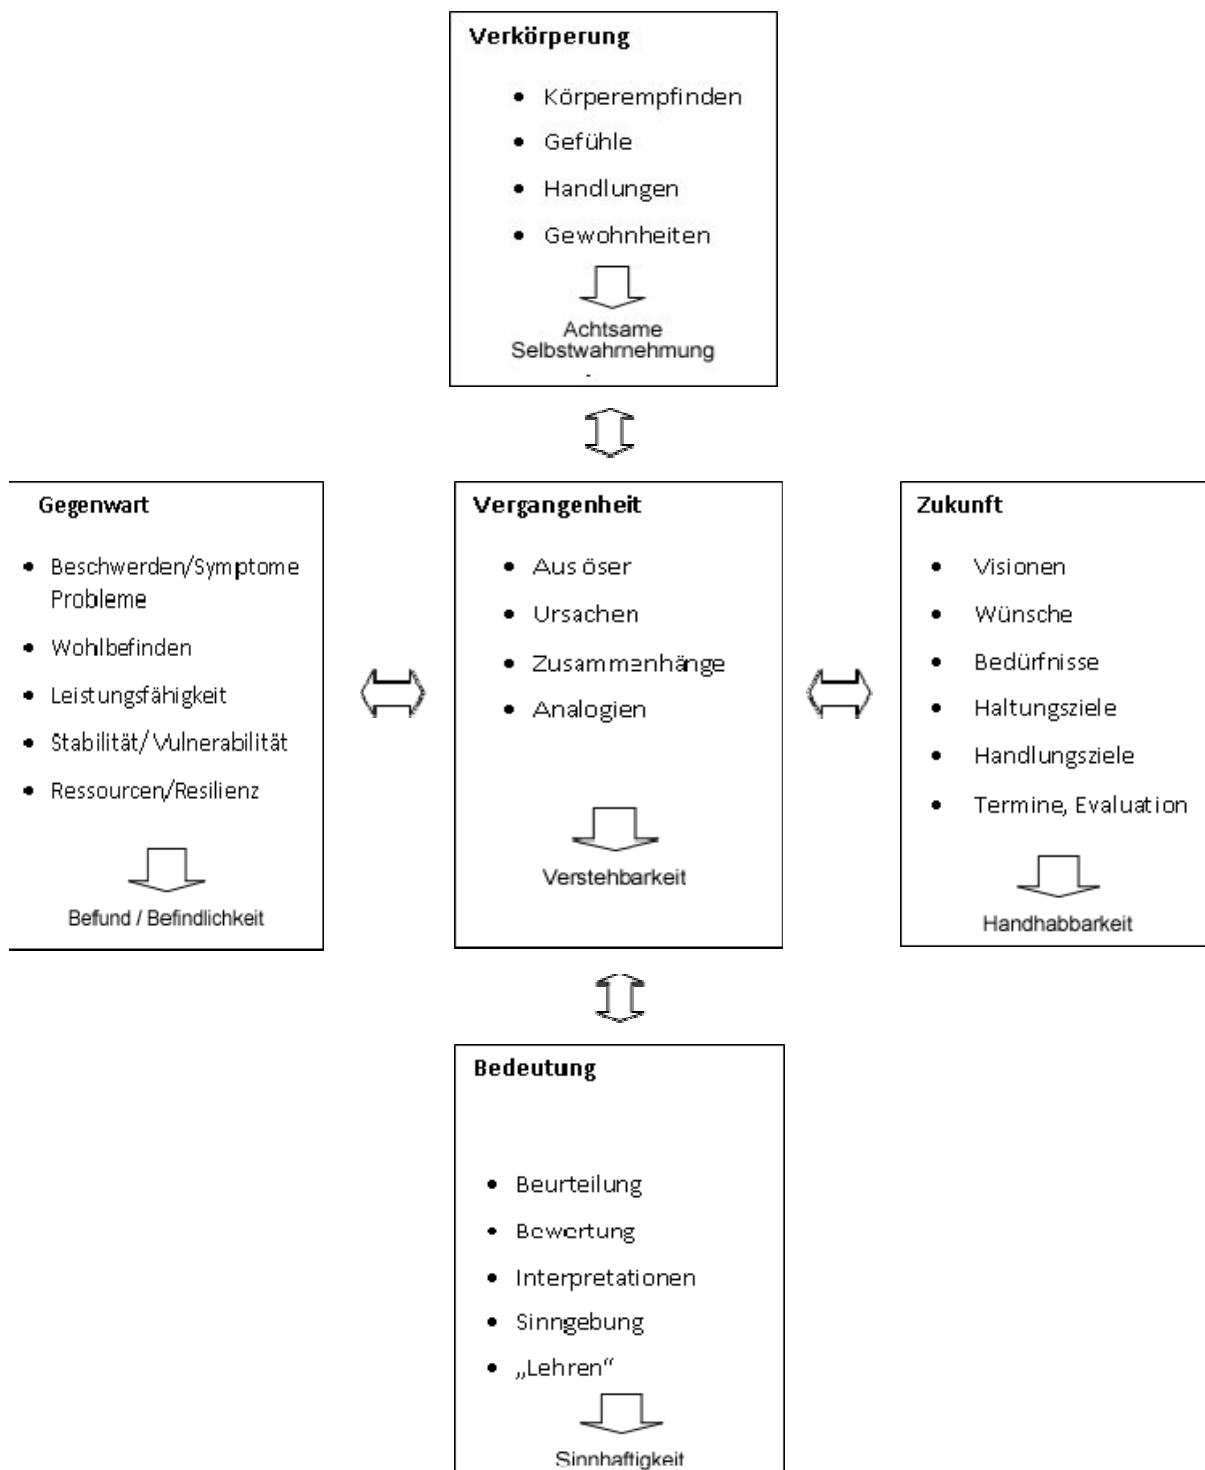 Verkörperung
• Körperempfinden
• Gefühle
• Handlungen
• Gewohnheiten
Achtsame
Selbstwahrnehmung
Gegenwart
• Beschwerden/Symptome
Probleme
• Wohlbefinden
• Leistungsfähigkeit
• Stabilität/Vulnerabilität
• Ressourcen/Resilienz
Befund / Befindlichkeit
Vergangenheit
• Auslöser
• Ursachen
• Zusammenhänge
• Analogien
Verstehbarkeit
Zukunft
• Visionen
• Wünsche
• Bedürfnisse
• Haltungsziele
• Handlungsziele
• Termine, Evaluation
Handhabbarkeit
Bedeutung
• Beurteilung
• Bewertung
• Interpretationen
• Sinngebung
• „Lehren“
Sinnhaftigkeit